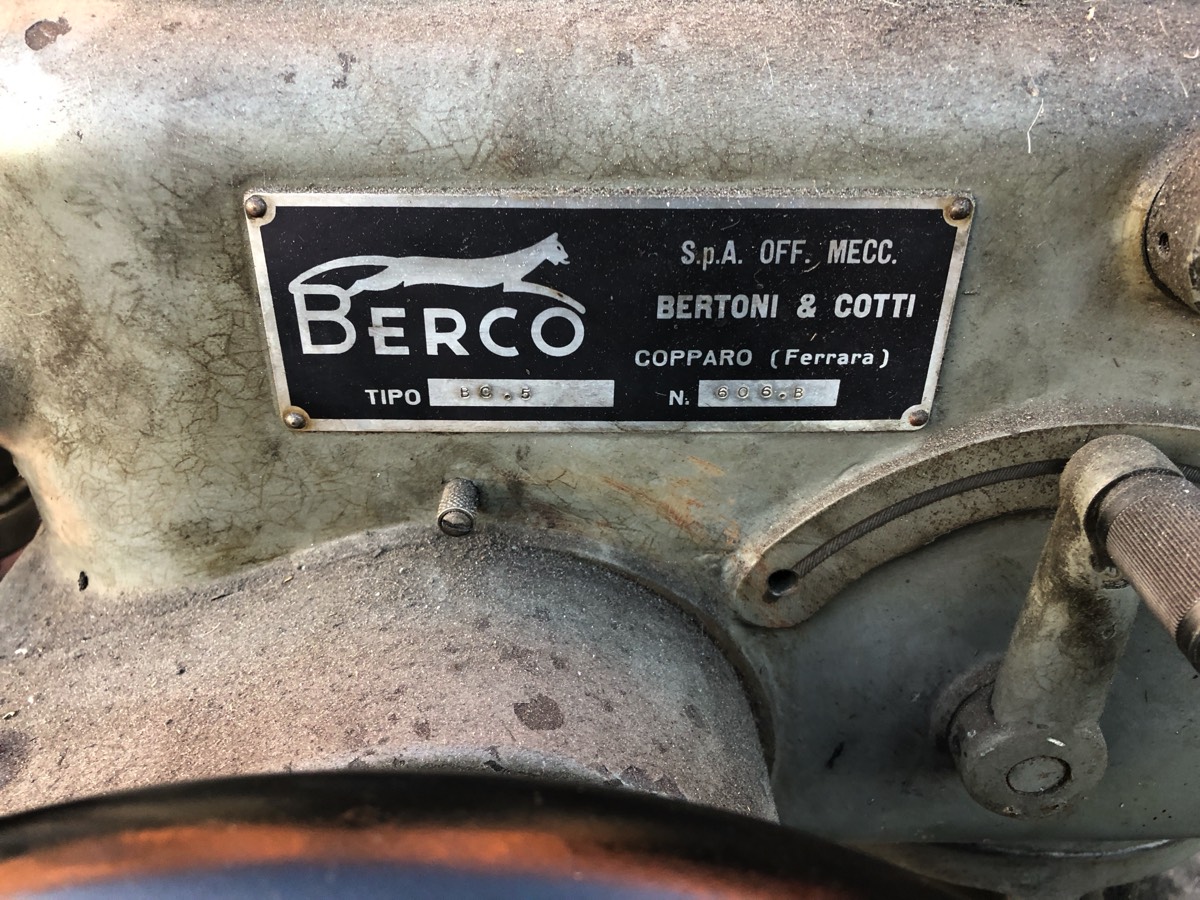 BERCO
S.p.A. OFF. MECC.
BERTONI & COTTI
COPPARO (Ferrara)
TIPO BC.5
N. 606.B